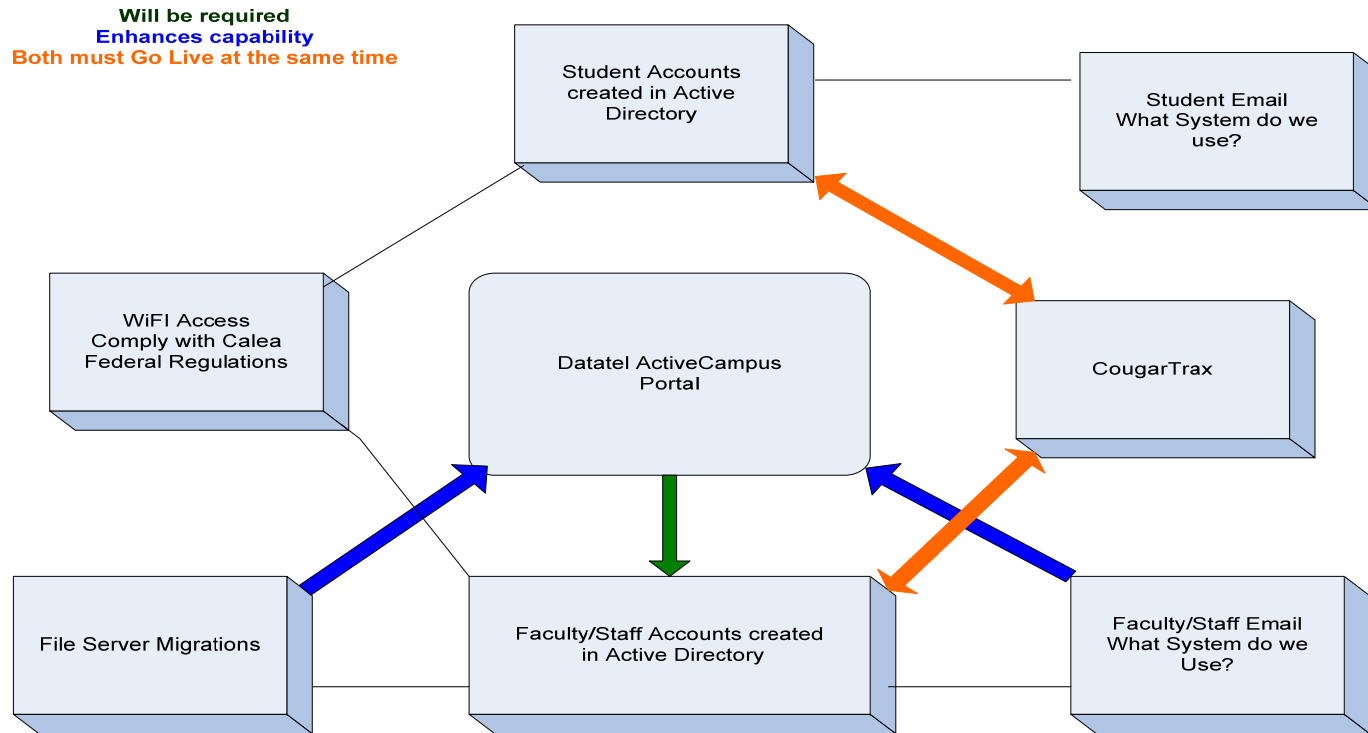 Will be required
Enhances capability
Both must Go Live at the same time
Student Accounts
created in Active
Directory
Student Email
What System do we
use?
WiFI Access
Comply with Calea
Federal Regulations
Datatel ActiveCampus
Portal
CougarTrax
File Server Migrations
Faculty/Staff Accounts created
in Active Directory
Faculty/Staff Email
What System do we
Use?